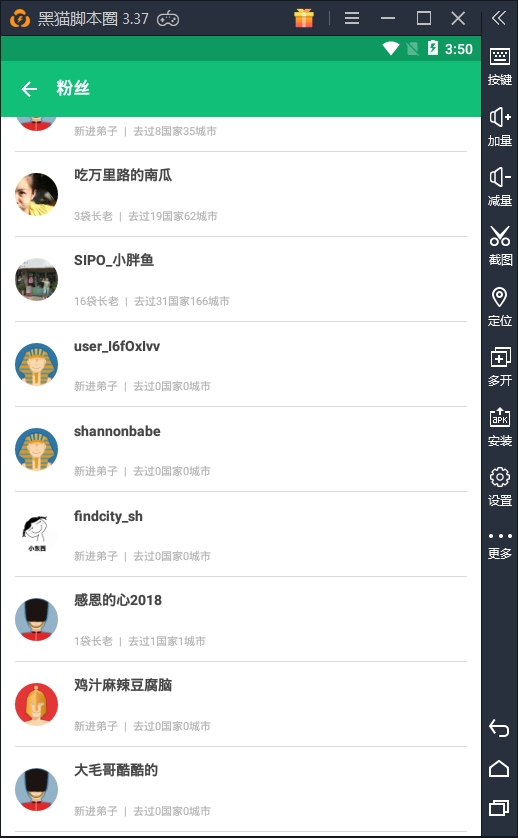 黑猫脚本圈 3.37
3:50
粉丝
新进弟子 | 去过8国家35城市
吃万里路的南瓜
3袋长老 | 去过19国家62城市
SIPO_小胖鱼
16袋长老 | 去过31国家166城市
user_l6fOxIvv
新进弟子 | 去过0国家0城市
shannonbabe
新进弟子 | 去过0国家0城市
小东西
findcity_sh
新进弟子 | 去过0国家0城市
感恩的心2018
1袋长老 | 去过1国家1城市
鸡汁麻辣豆腐脑
新进弟子 | 去过0国家0城市
大毛哥酷酷的
新进弟子 | 去过0国家0城市
按键
加量
减量
截图
定位
多开
APK
安装
设置
更多